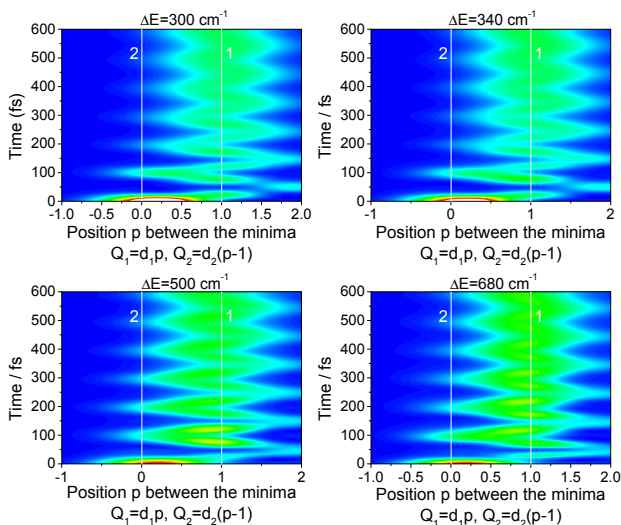 ΔE=300 cm⁻¹
600
500
400
300
200
100
0
Time (fs)
2
1
-1.0 -0.5 0.0 0.5 1.0 1.5 2.0
Position p between the minima
Q₁=d₁p, Q₂=d₂(p-1)
ΔE=340 cm⁻¹
600
500
400
300
200
100
0
Time / fs
2
1
-1 0 1 2
Position p between the minima
Q₁=d₁p, Q₂=d₂(p-1)
ΔE=500 cm⁻¹
600
500
400
300
200
100
0
Time / fs
2
1
-1 0 1 2
Position p between the minima
Q₁=d₁p, Q₂=d₂(p-1)
ΔE=680 cm⁻¹
600
500
400
300
200
100
0
Time / fs
2
1
-1.0 -0.5 0.0 0.5 1.0 1.5 2.0
Position p between the minima
Q₁=d₁p, Q₂=d₂(p-1)